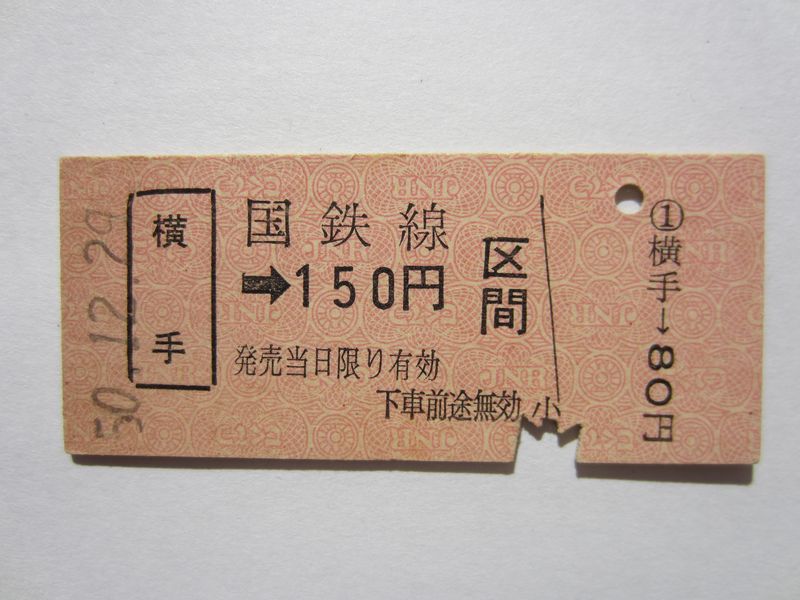 50.12.29
横手
国鉄線
➡150円
区間
発売当日限り有効
下車前途無効
小
①横手→80円